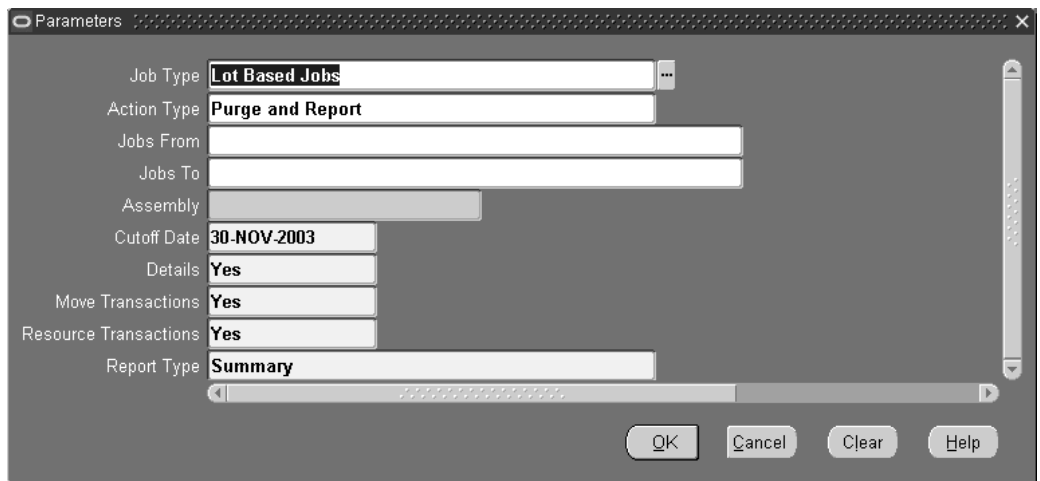 Parameters
Job Type Lot Based Jobs
Action Type Purge and Report
Jobs From
Jobs To
Assembly
Cutoff Date 30-NOV-2003
Details Yes
Move Transactions Yes
Resource Transactions Yes
Report Type Summary
OK Cancel Clear Help